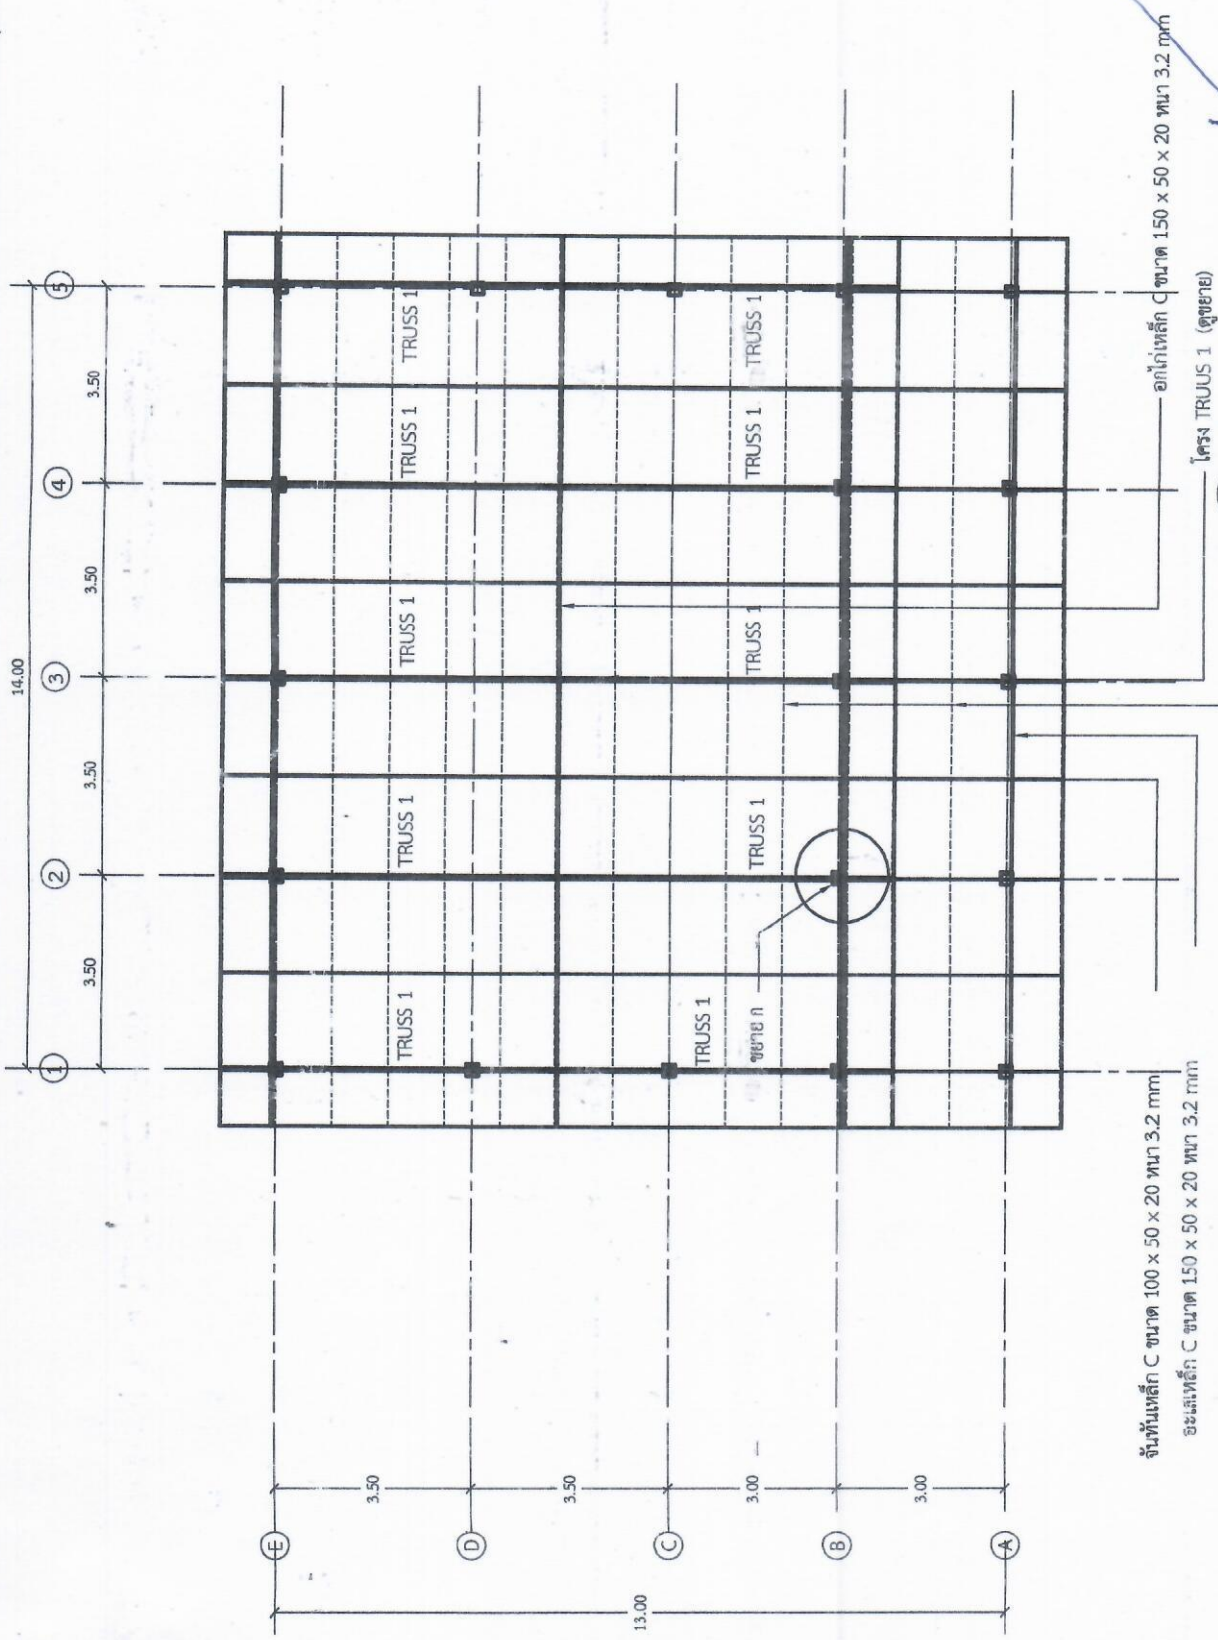 14.00
3.50
3.50
3.50
3.50
1
2
3
4
5
TRUSS 1
TRUSS 1
TRUSS 1
TRUSS 1
TRUSS 1
TRUSS 1
TRUSS 1
TRUSS 1
TRUSS 1
TRUSS 1
ขยาย ก
E
D
C
B
A
3.50
3.50
3.00
3.00
13.00
จันทันเหล็ก C ขนาด 100 x 50 x 20 หนา 3.2 mm
อะเสเหล็ก C ขนาด 150 x 50 x 20 หนา 3.2 mm
อกไก่เหล็ก C ขนาด 150 x 50 x 20 หนา 3.2 mm
โครง TRUUS 1 (ดูขยาย)